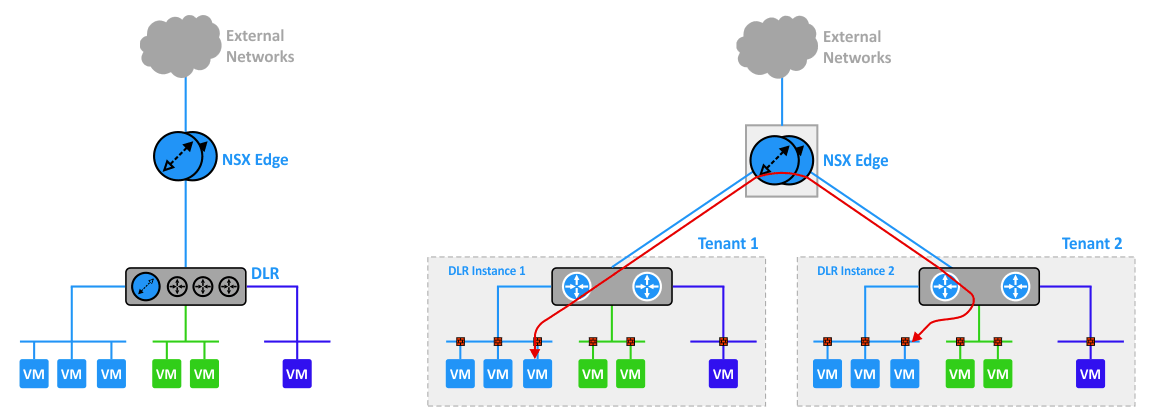 External
Networks
NSX Edge
DLR
VM VM VM VM VM VM
External
Networks
NSX Edge
Tenant 1
Tenant 2
DLR Instance 1
DLR Instance 2
VM VM VM VM VM VM
VM VM VM VM VM VM